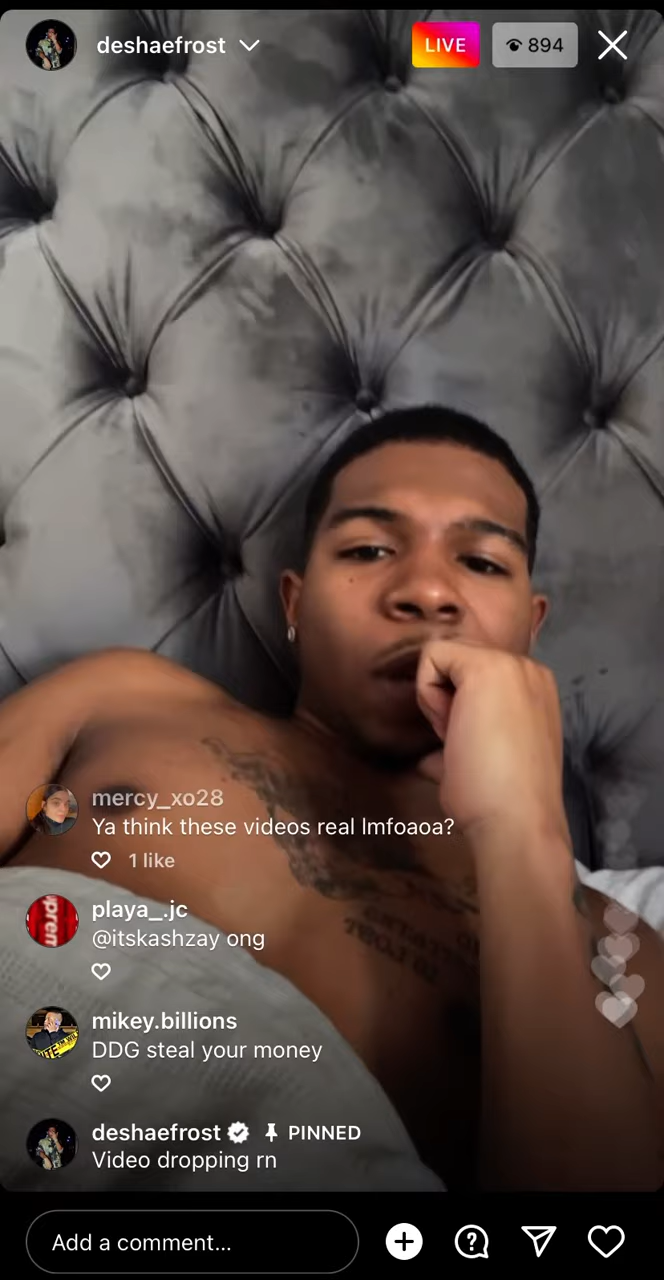 deshaefrost
LIVE
894
mercy_xo28
Ya think these videos real lmfoaoa?
1 like
playa_.jc
@itskashzay ong
mikey.billions
DDG steal your money
deshaefrost PINNED
Video dropping rn
Add a comment...